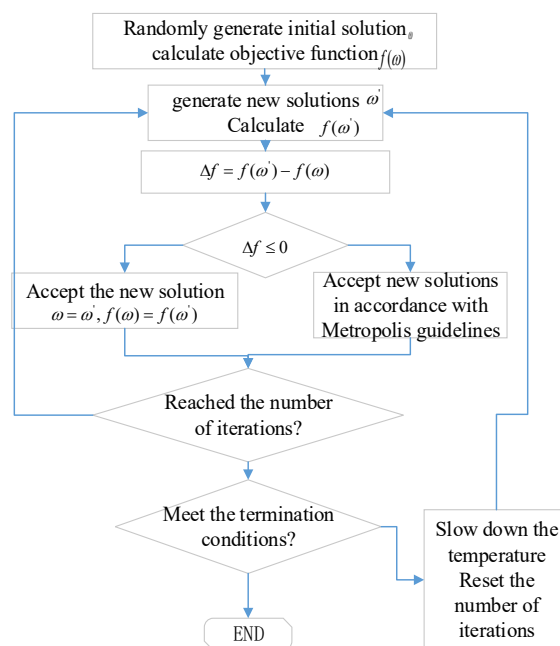 Randomly generate initial solution ω
calculate objective function f(ω)
generate new solutions ω'
Calculate f(ω')
Δf = f(ω') − f(ω)
Δf ≤ 0
Accept the new solution
ω = ω', f(ω) = f(ω')
Accept new solutions
in accordance with
Metropolis guidelines
Reached the number
of iterations?
Meet the termination
conditions?
Slow down the
temperature
Reset the
number of
iterations
END